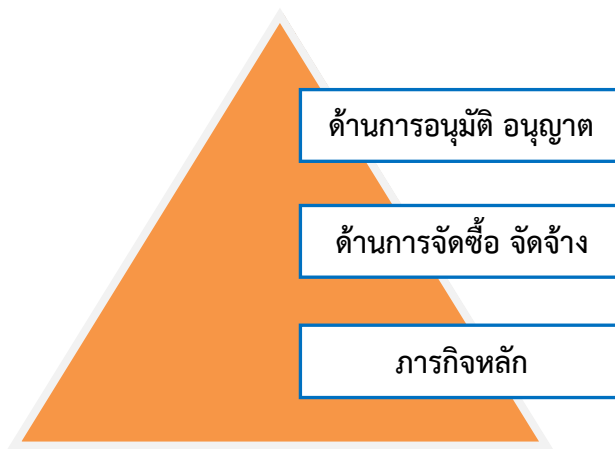 ด้านการอนุมัติ อนุญาต
ด้านการจัดซื้อ จัดจ้าง
ภารกิจหลัก